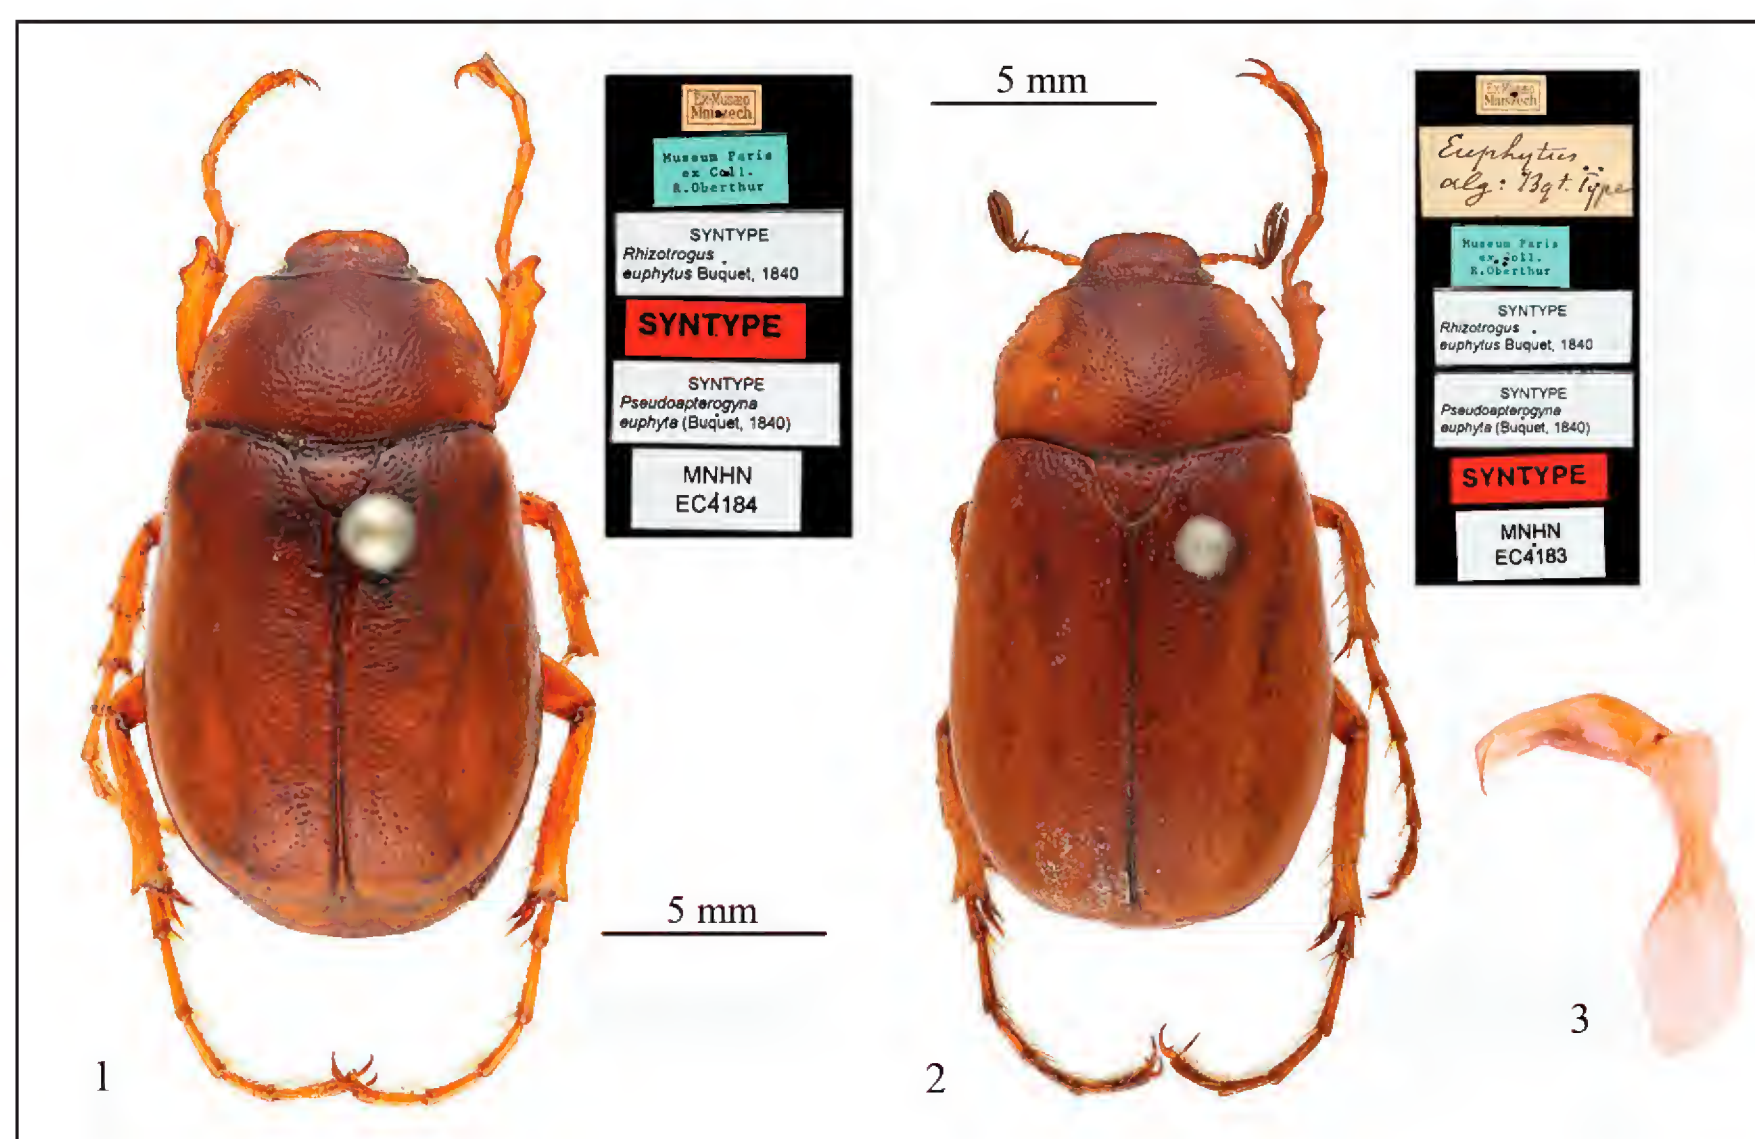 Ex-Musæo
Mniszech
Museum Paris
ex Coll.
R.Oberthur
SYNTYPE
Rhizotrogus
euphytus Buquet, 1840
SYNTYPE
SYNTYPE
Pseudoapterogyna
euphyta (Buquet, 1840)
MNHN
EC4184
5 mm
1
5 mm
Ex-Musæo
Mniszech
Euphytus
alg: Bqt. Type
Museum Paris
ex Coll.
R.Oberthur
SYNTYPE
Rhizotrogus
euphytus Buquet, 1840
SYNTYPE
Pseudoapterogyna
euphyta (Buquet, 1840)
SYNTYPE
MNHN
EC4183
2
3